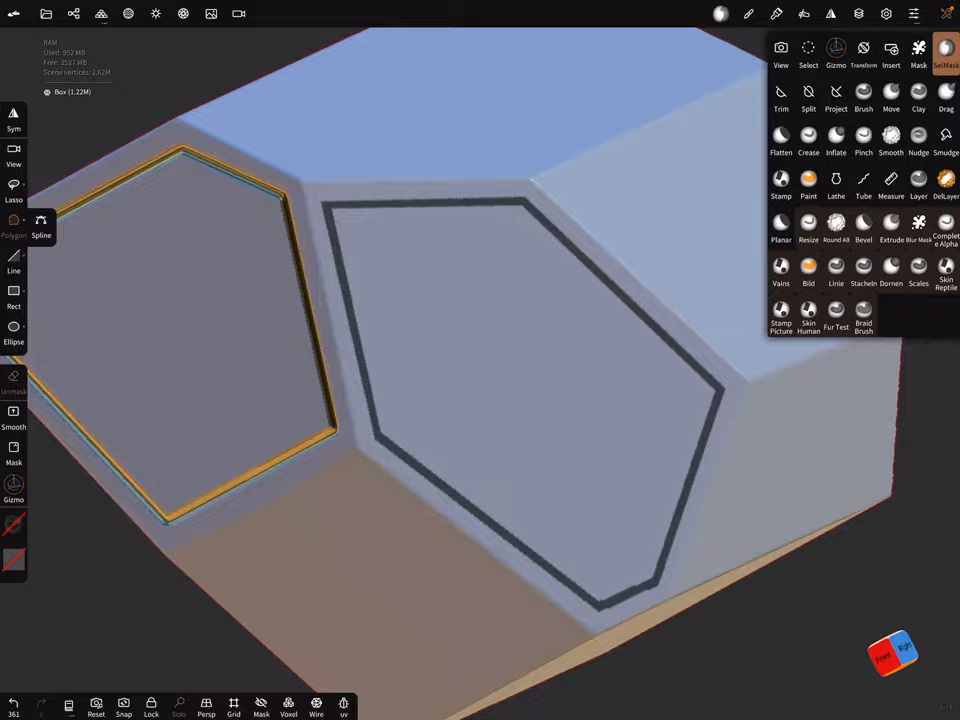 RAM
Used: 952 MB
Free: 3527 MB
Scene vertices: 2.62M
Box (1.22M)
Sym
View
Lasso
Polygon
Spline
Line
Rect
Ellipse
Unmask
Smooth
Mask
Gizmo
View Select Gizmo Transform Insert Mask SelMask
Trim Split Project Brush Move Clay Drag
Flatten Crease Inflate Pinch Smooth Nudge Smudge
Stamp Paint Lathe Tube Measure Layer DelLayer
Planar Resize Round All Bevel Extrude Blur Mask Complet
e Alpha
Vains Bild Linie Stacheln Dornen Scales Skin
Reptile
Stamp Skin Fur Test Braid
Picture Human Brush
Front Right
361 0 Reset Snap Lock Solo Persp Grid Mask Voxel Wire uv